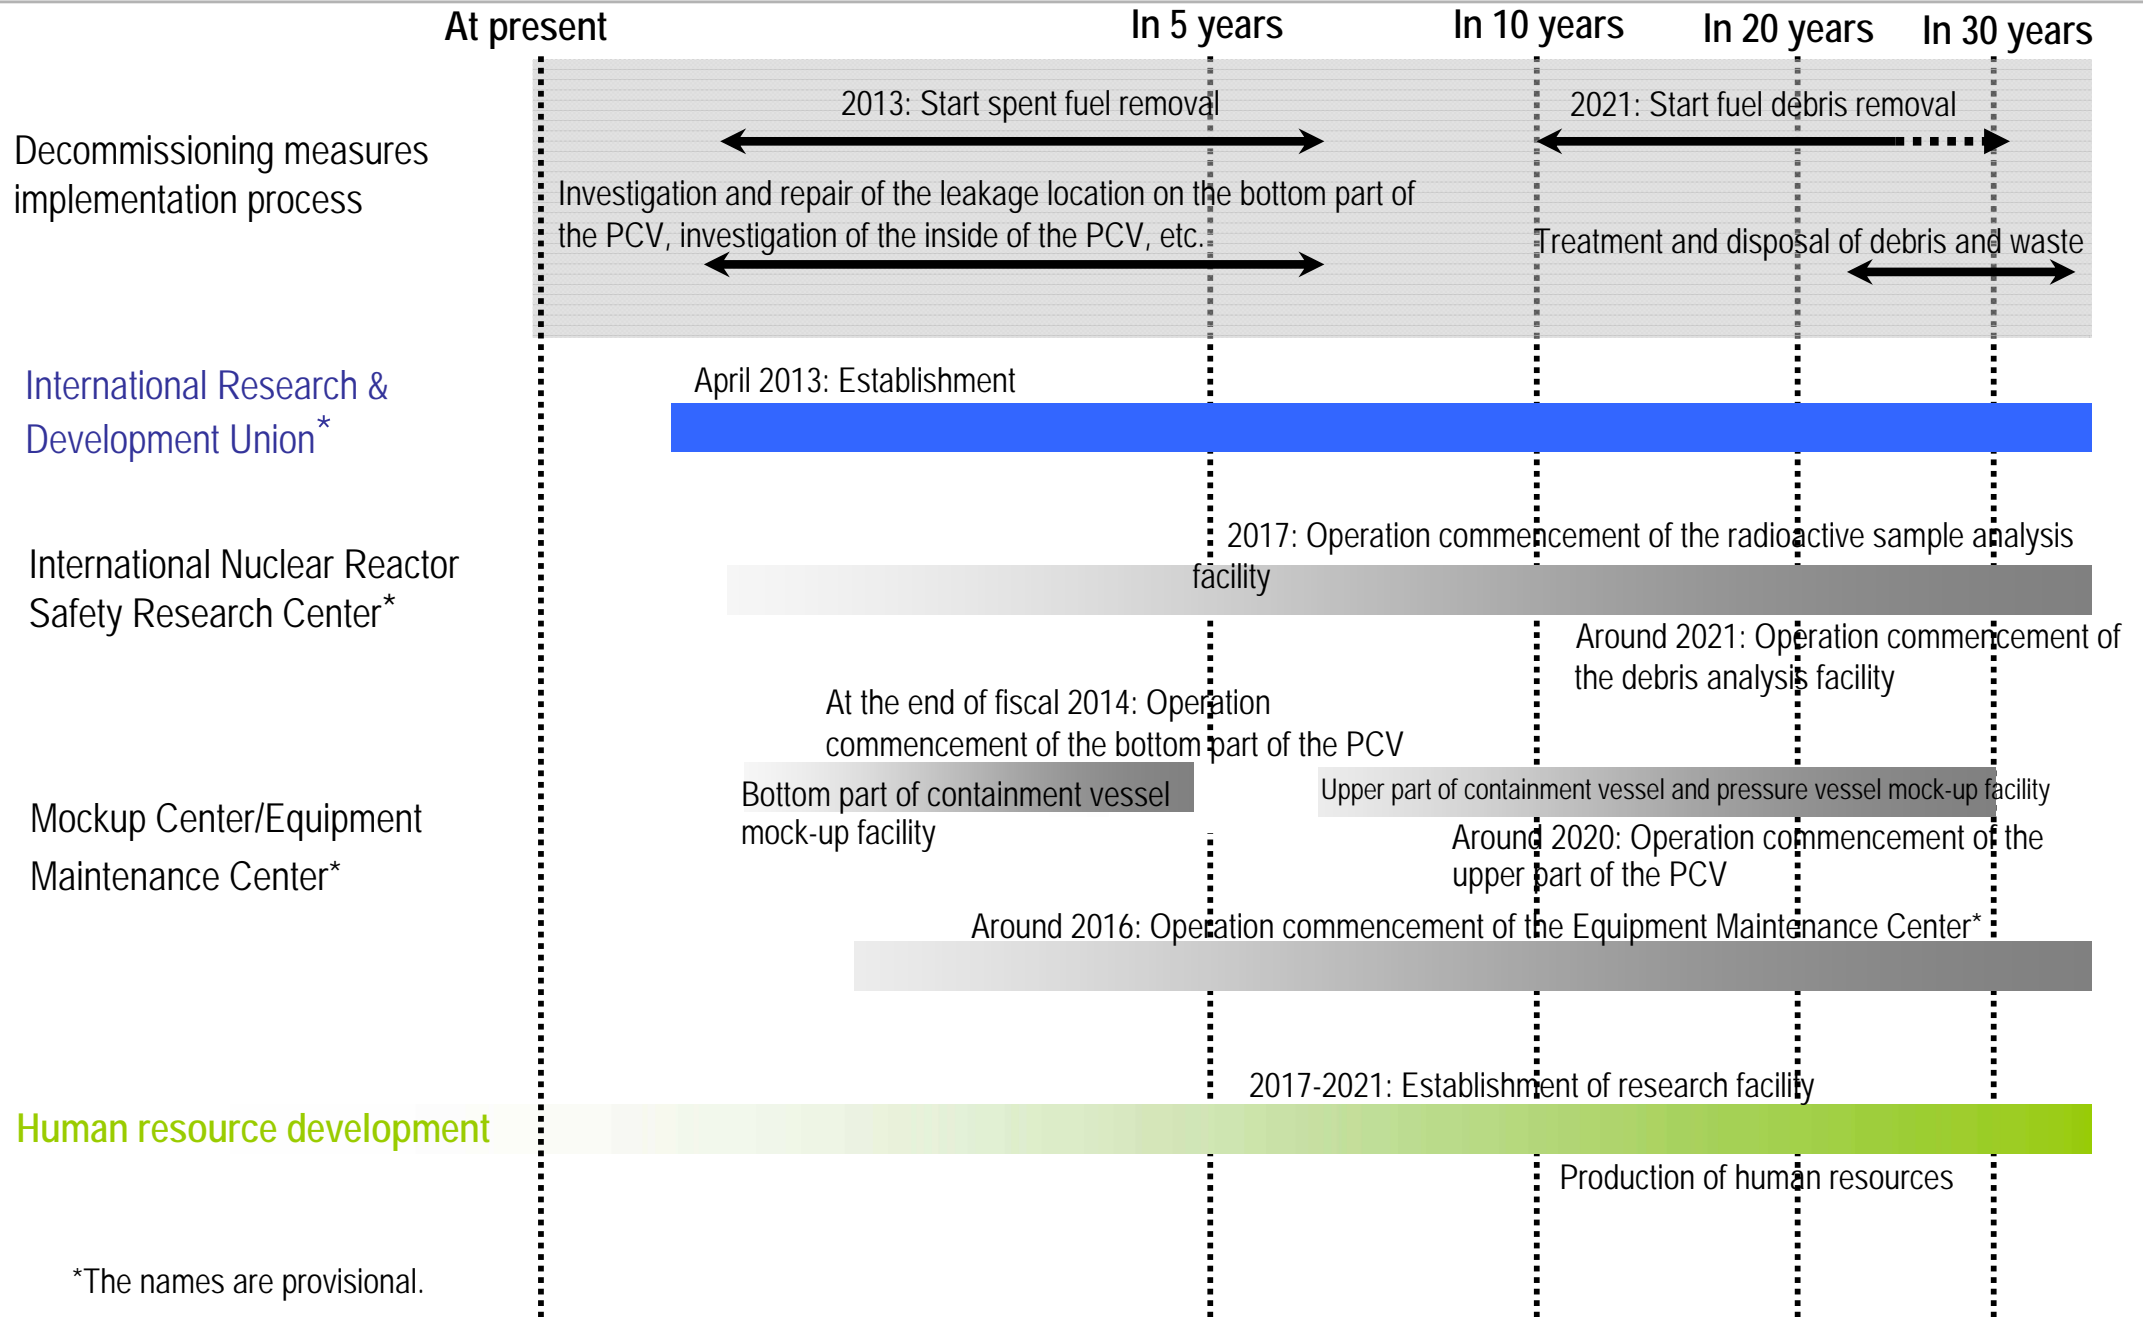 At present
In 5 years
In 10 years
In 20 years
In 30 years
Decommissioning measures
implementation process
2013: Start spent fuel removal
2021: Start fuel debris removal
Investigation and repair of the leakage location on the bottom part of
the PCV, investigation of the inside of the PCV, etc.
Treatment and disposal of debris and waste
International Research &
Development Union*
April 2013: Establishment
International Nuclear Reactor
Safety Research Center*
2017: Operation commencement of the radioactive sample analysis
facility
Around 2021: Operation commencement of
the debris analysis facility
Mockup Center/Equipment
Maintenance Center*
At the end of fiscal 2014: Operation
commencement of the bottom part of the PCV
Bottom part of containment vessel
mock-up facility
Upper part of containment vessel and pressure vessel mock-up facility
Around 2020: Operation commencement of the
upper part of the PCV
Around 2016: Operation commencement of the Equipment Maintenance Center*
Human resource development
2017-2021: Establishment of research facility
Production of human resources
*The names are provisional.